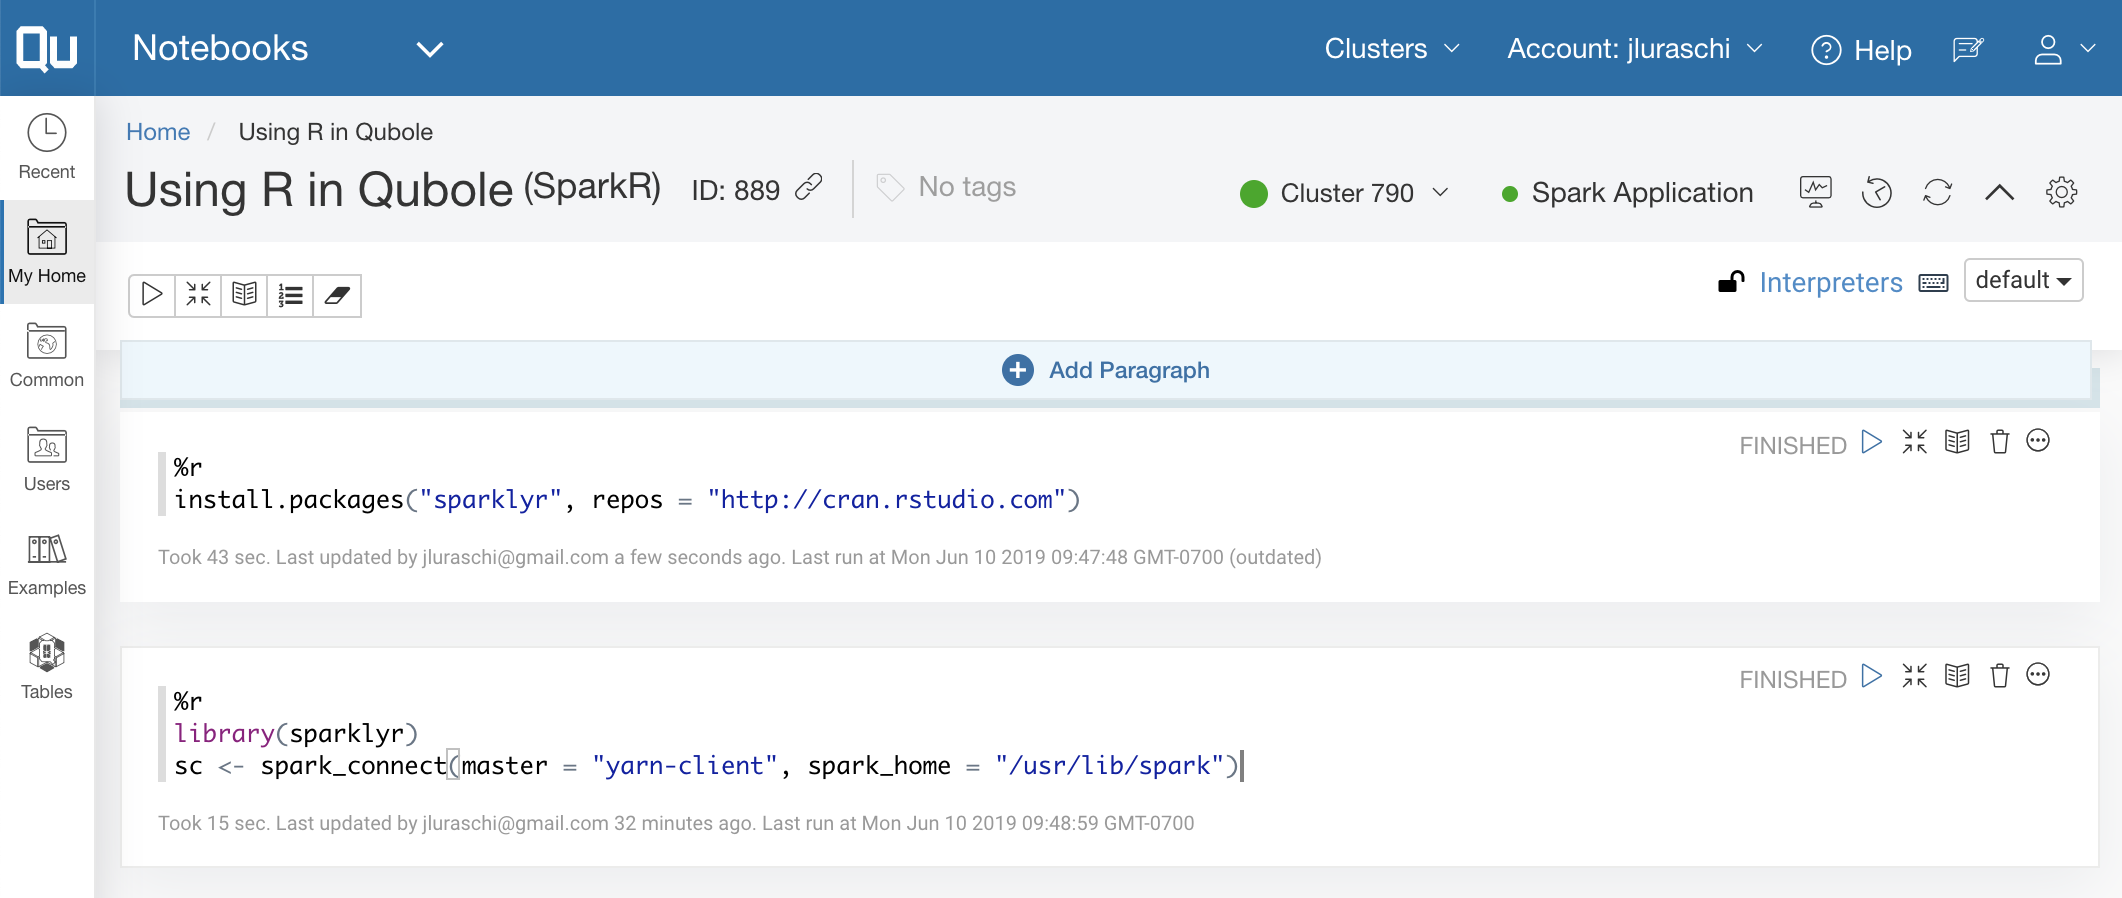 Qu
Notebooks
Clusters
Account: jluraschi
Help
Recent
My Home
Common
Users
Examples
Tables
Home / Using R in Qubole
Using R in Qubole (SparkR) ID: 889
No tags
Cluster 790
Spark Application
Interpreters
default
Add Paragraph
FINISHED
%r
install.packages("sparklyr", repos = "http://cran.rstudio.com")
Took 43 sec. Last updated by jluraschi@gmail.com a few seconds ago. Last run at Mon Jun 10 2019 09:47:48 GMT-0700 (outdated)
FINISHED
%r
library(sparklyr)
sc <- spark_connect(master = "yarn-client", spark_home = "/usr/lib/spark")
Took 15 sec. Last updated by jluraschi@gmail.com 32 minutes ago. Last run at Mon Jun 10 2019 09:48:59 GMT-0700